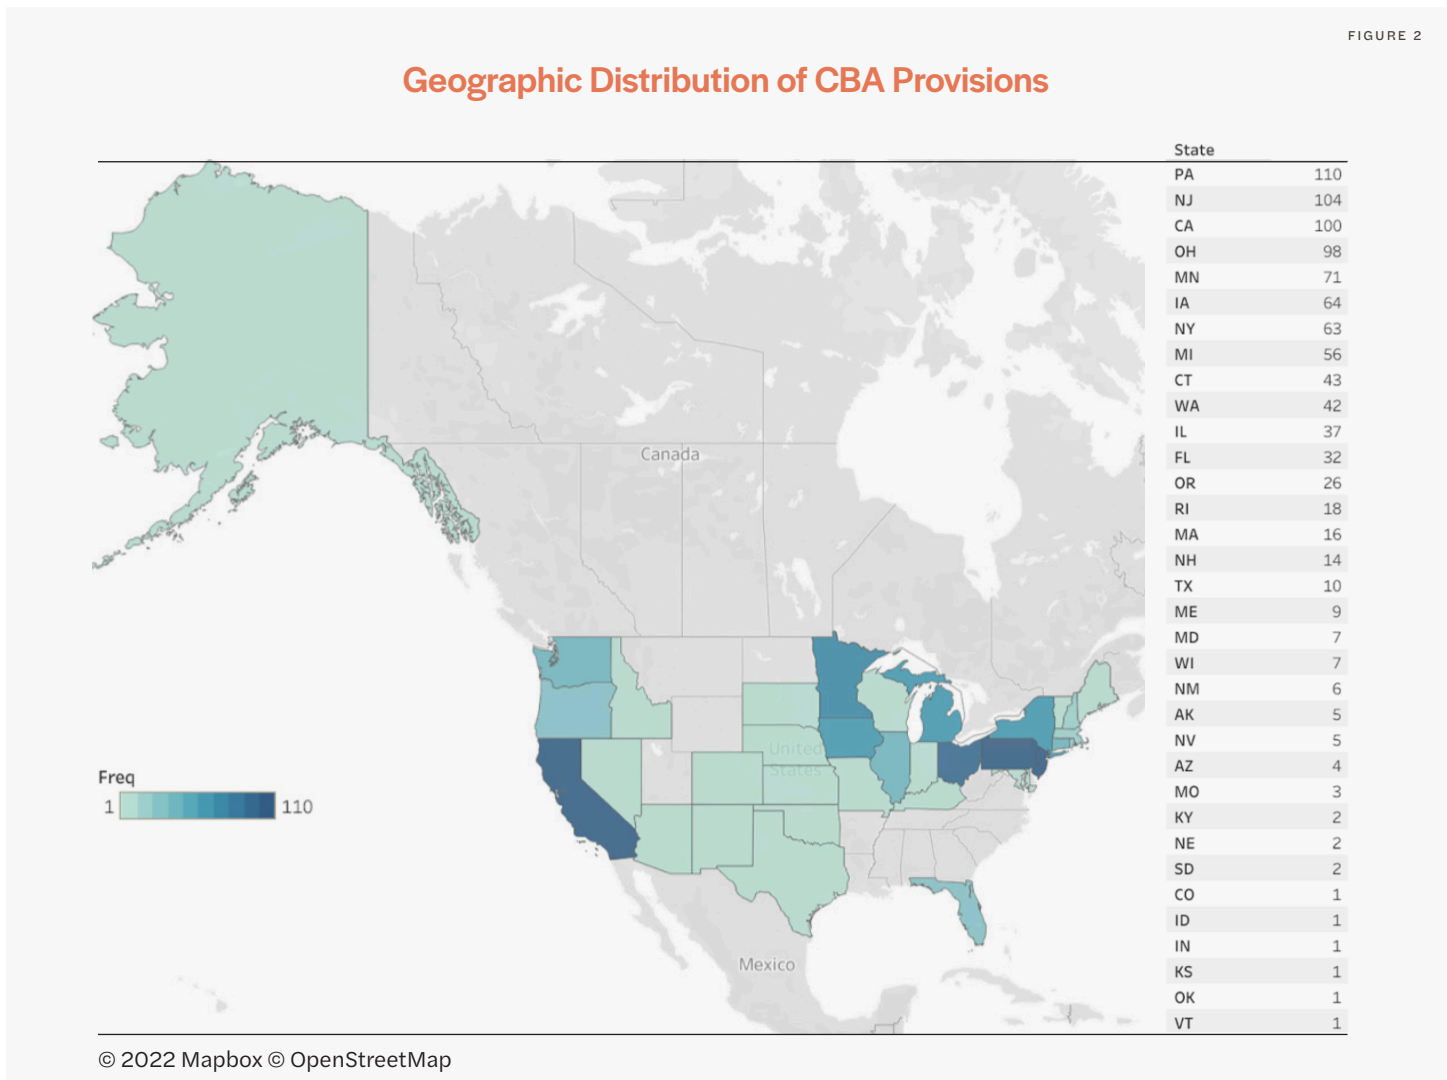 FIGURE 2
Geographic Distribution of CBA Provisions
State
PA 110
NJ 104
CA 100
OH 98
MN 71
IA 64
NY 63
MI 56
CT 43
WA 42
IL 37
FL 32
OR 26
RI 18
MA 16
NH 14
TX 10
ME 9
MD 7
WI 7
NM 6
AK 5
NV 5
AZ 4
MO 3
KY 2
NE 2
SD 2
CO 1
ID 1
IN 1
KS 1
OK 1
VT 1
Canada
United
States
Mexico
Freq
1 110
© 2022 Mapbox © OpenStreetMap